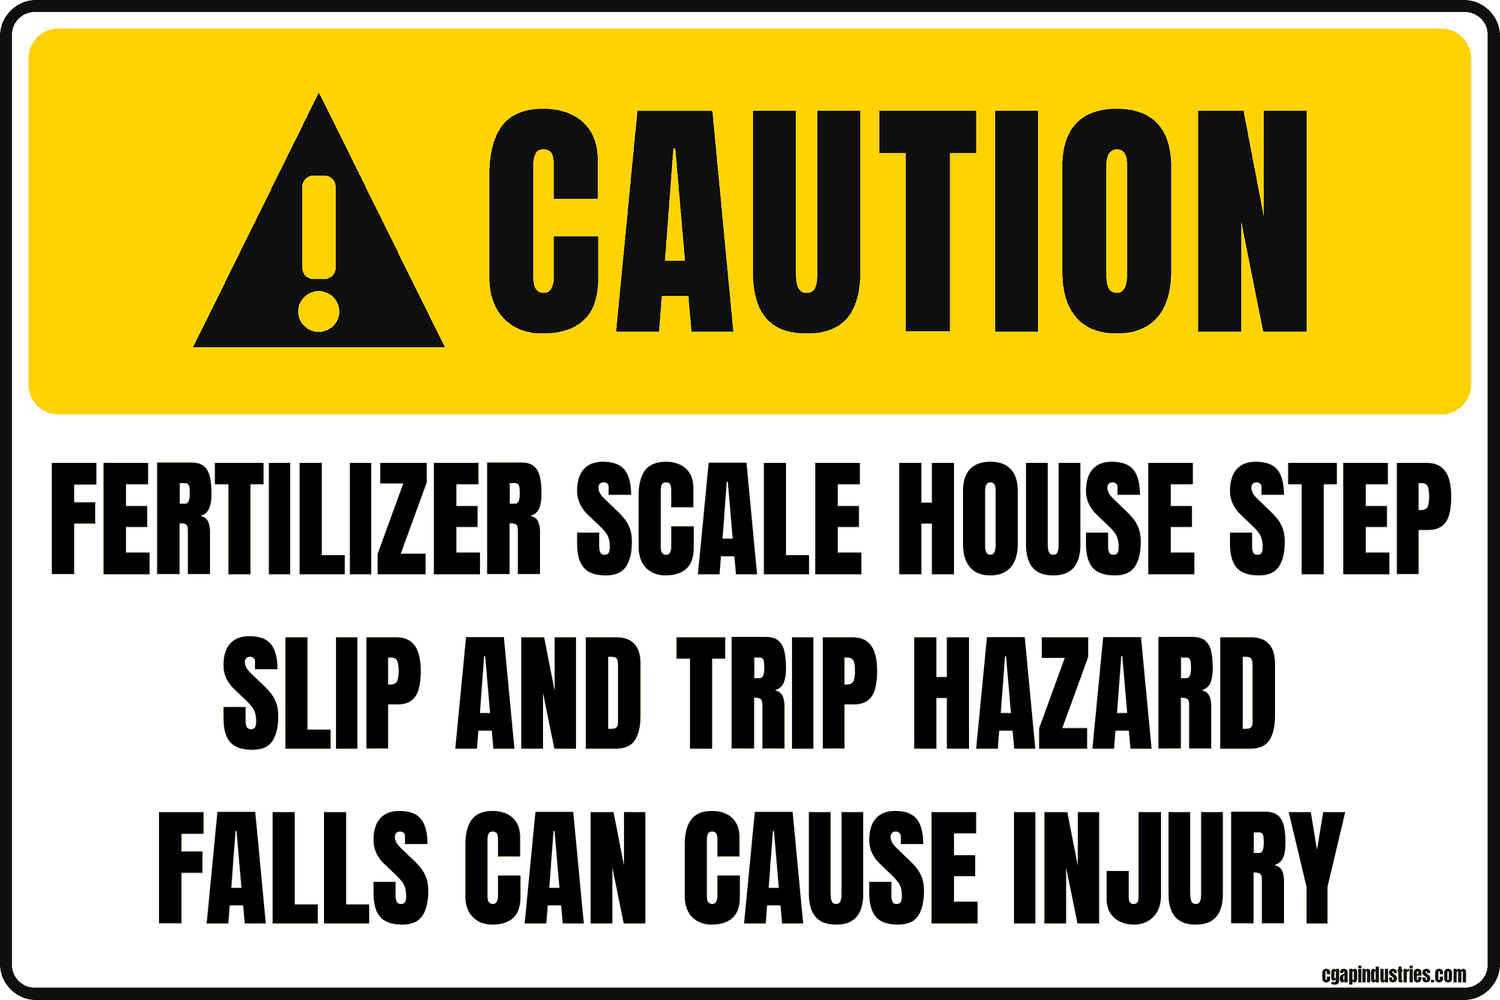 CAUTION
FERTILIZER SCALE HOUSE STEP
SLIP AND TRIP HAZARD
FALLS CAN CAUSE INJURY
cgapindustries.com